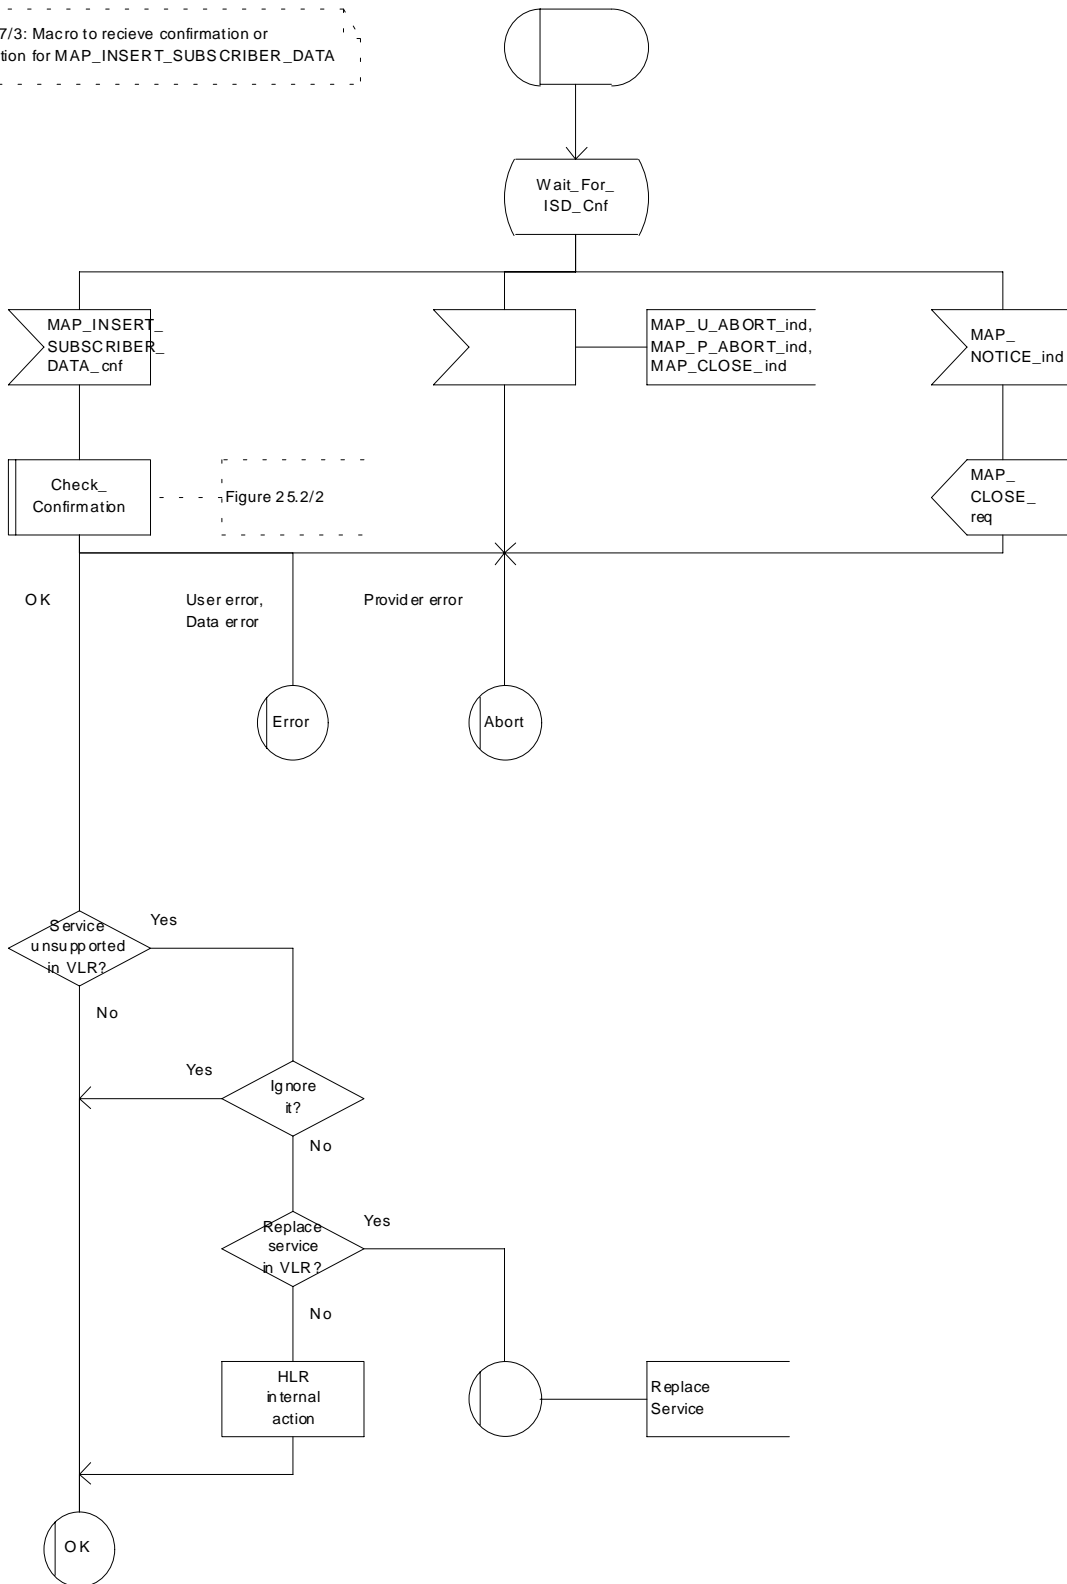 7/3: Macro to recieve confirmation or
tion for MAP_INSERT_SUBSCRIBER_DATA
Wait_For_
ISD_Cnf
MAP_INSERT_
SUBSCRIBER_
DATA_cnf
MAP_U_ABORT_ind,
MAP_P_ABORT_ind,
MAP_CLOSE_ind
MAP_
NOTICE_ind
Check_
Confirmation
Figure 25.2/2
MAP_
CLOSE_
req
OK
User error,
Data error
Provider error
Error
Abort
Service
unsupported
in VLR?
Yes
No
Yes
Ignore
it?
No
Replace
service
in VLR?
Yes
No
HLR
internal
action
Replace
Service
OK